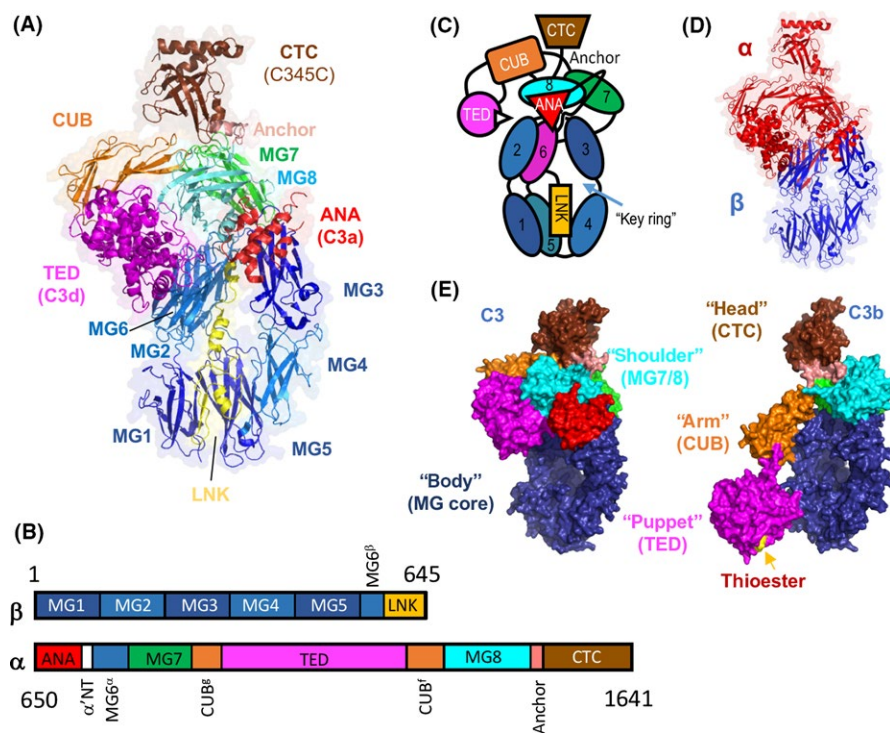 (A)
CTC
(C345C)
CUB
Anchor
MG7
MG8
ANA
(C3a)
TED
(C3d)
MG3
MG6
MG2
MG4
MG1
MG5
LNK
(B)
1
MG6β
645
β
MG1 MG2 MG3 MG4 MG5 LNK
α
ANA MG7 TED MG8 CTC
650
α'NT
MG6α
CUBg
CUBf
Anchor
1641
(C)
CTC
CUB
Anchor
8
7
TED
ANA
2
6
3
LNK
"Key ring"
1
5
4
(D)
α
β
(E)
C3
"Head"
(CTC)
C3b
"Shoulder"
(MG7/8)
"Arm"
(CUB)
"Body"
(MG core)
"Puppet"
(TED)
Thioester